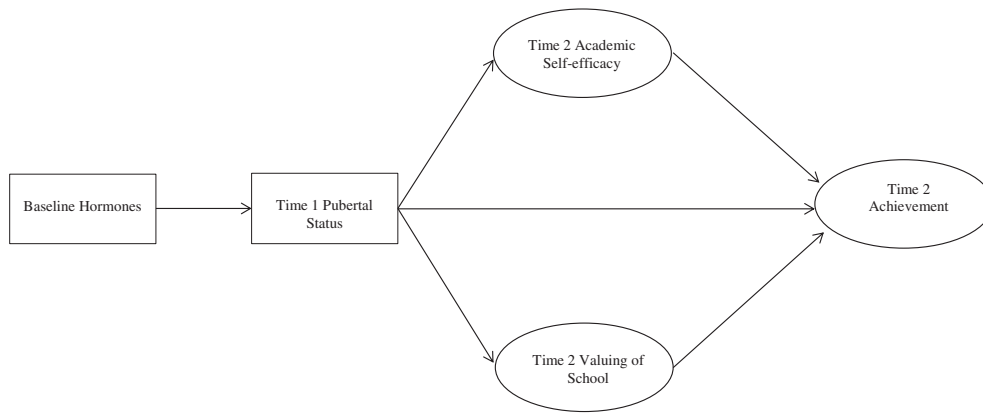 Time 2 Academic
Self-efficacy
Baseline Hormones
Time 1 Pubertal
Status
Time 2
Achievement
Time 2 Valuing of
School